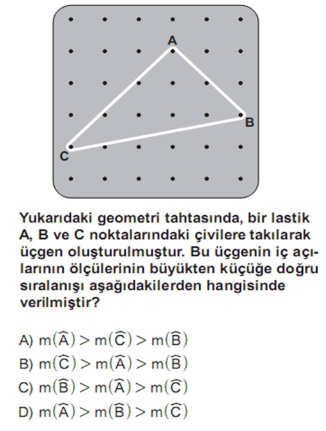 A
B
C
Yukarıdaki geometri tahtasında, bir lastik
A, B ve C noktalarındaki çivilere takılarak
üçgen oluşturulmuştur. Bu üçgenin iç açı-
larının ölçülerinin büyükten küçüğe doğru
sıralanışı aşağıdakilerden hangisinde
verilmiştir?
A) m(Â) > m(Ĉ) > m(B̂)
B) m(Ĉ) > m(Â) > m(B̂)
C) m(B̂) > m(Â) > m(Ĉ)
D) m(Â) > m(B̂) > m(Ĉ)